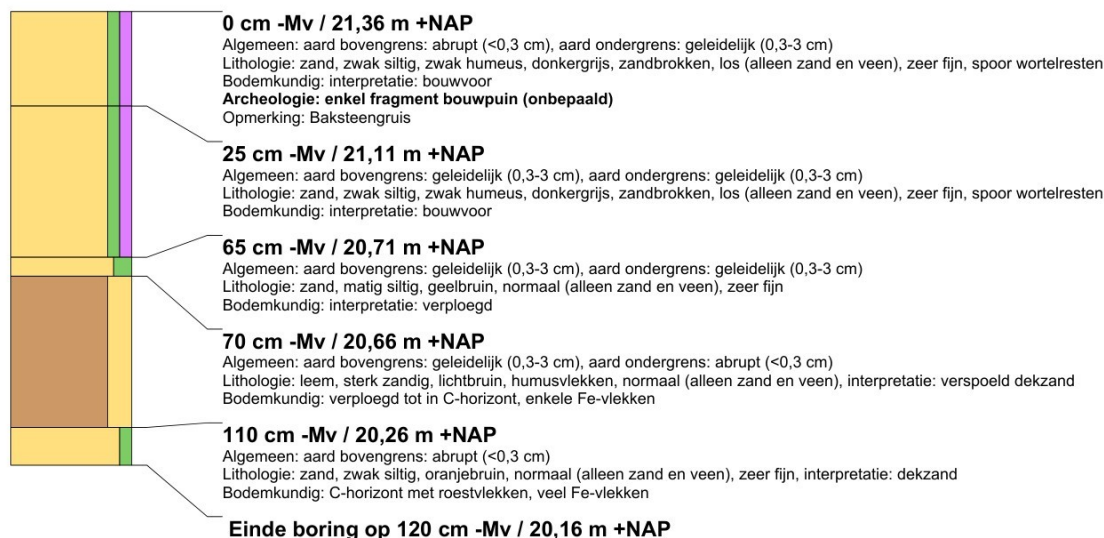 0 cm -Mv / 21,36 m +NAP
Algemeen: aard bovengrens: abrupt (<0,3 cm), aard ondergrens: geleidelijk (0,3-3 cm)
Lithologie: zand, zwak siltig, zwak humeus, donkergrijs, zandbrokken, los (alleen zand en veen), zeer fijn, spoor wortelresten
Bodemkundig: interpretatie: bouwvoor
Archeologie: enkel fragment bouwpuin (onbepaald)
Opmerking: Baksteengruis
25 cm -Mv / 21,11 m +NAP
Algemeen: aard bovengrens: geleidelijk (0,3-3 cm), aard ondergrens: geleidelijk (0,3-3 cm)
Lithologie: zand, zwak siltig, zwak humeus, donkergrijs, zandbrokken, los (alleen zand en veen), zeer fijn, spoor wortelresten
Bodemkundig: interpretatie: bouwvoor
65 cm -Mv / 20,71 m +NAP
Algemeen: aard bovengrens: geleidelijk (0,3-3 cm), aard ondergrens: geleidelijk (0,3-3 cm)
Lithologie: zand, matig siltig, geelbruin, normaal (alleen zand en veen), zeer fijn
Bodemkundig: interpretatie: verploegd
70 cm -Mv / 20,66 m +NAP
Algemeen: aard bovengrens: geleidelijk (0,3-3 cm), aard ondergrens: abrupt (<0,3 cm)
Lithologie: leem, sterk zandig, lichtbruin, humusvlekken, normaal (alleen zand en veen), interpretatie: verspoeld dekzand
Bodemkundig: verploegd tot in C-horizont, enkele Fe-vlekken
110 cm -Mv / 20,26 m +NAP
Algemeen: aard bovengrens: abrupt (<0,3 cm)
Lithologie: zand, zwak siltig, oranjebruin, normaal (alleen zand en veen), zeer fijn, interpretatie: dekzand
Bodemkundig: C-horizont met roestvlekken, veel Fe-vlekken
Einde boring op 120 cm -Mv / 20,16 m +NAP